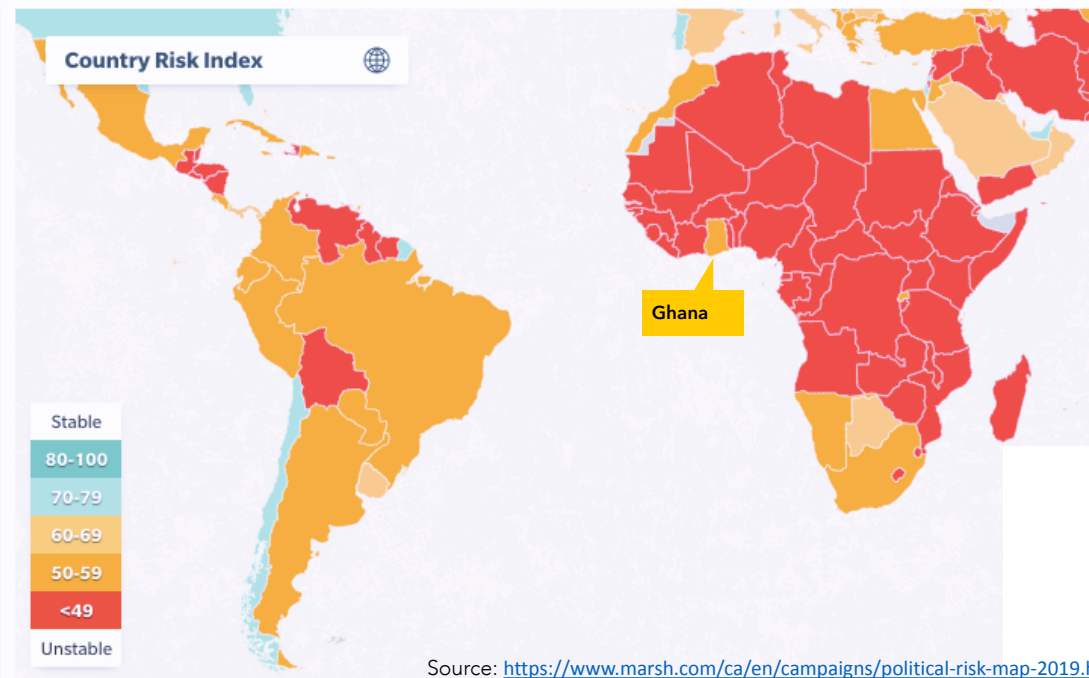 Country Risk Index
Ghana
Stable
80-100
70-79
60-69
50-59
<49
Unstable
Source: https://www.marsh.com/ca/en/campaigns/political-risk-map-2019.h